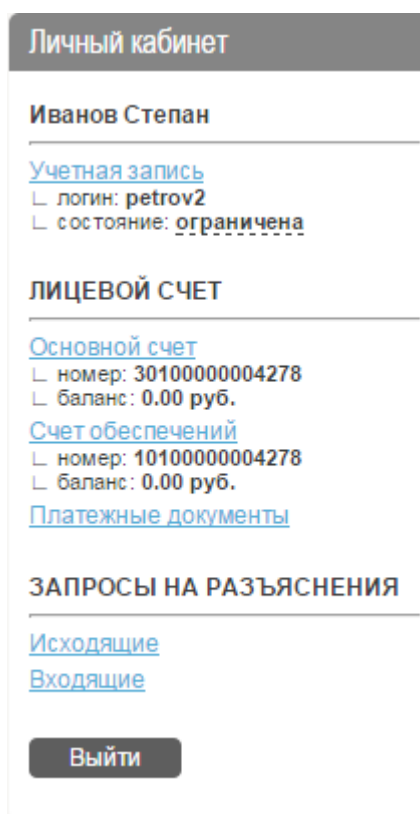 Личный кабинет
Иванов Степан
Учетная запись
∟ логин: petrov2
∟ состояние: ограничена
ЛИЦЕВОЙ СЧЕТ
Основной счет
∟ номер: 30100000004278
∟ баланс: 0.00 руб.
Счет обеспечений
∟ номер: 10100000004278
∟ баланс: 0.00 руб.
Платежные документы
ЗАПРОСЫ НА РАЗЪЯСНЕНИЯ
Исходящие
Входящие
Выйти